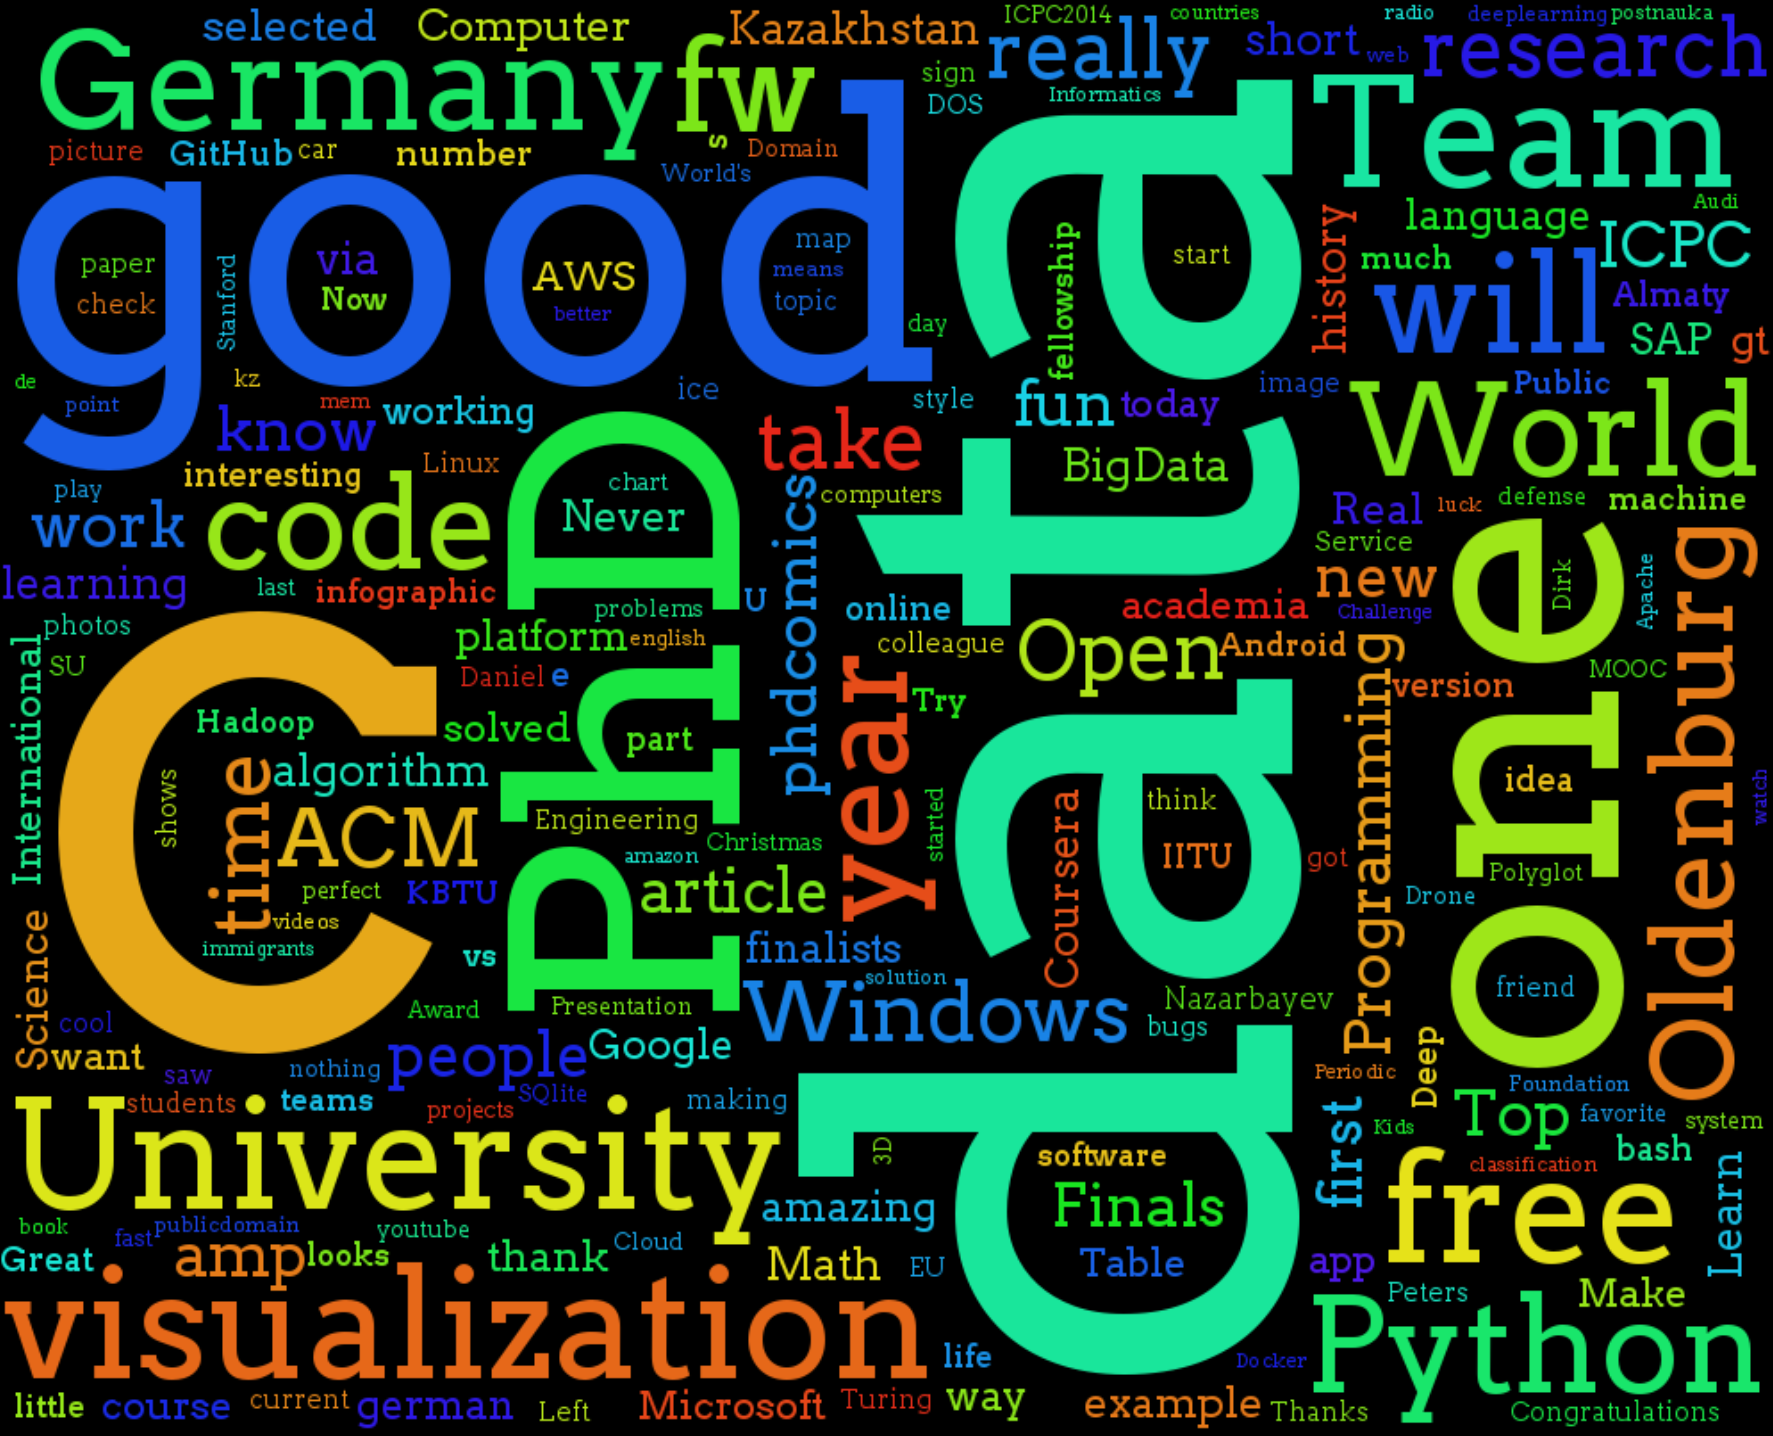 selected
Computer
Kazakhstan
ICPC2014
countries
radio
deeplearning
postnauka
Germany
fw
really
short
web
research
sign
DOS
Informatics
Team
picture
GitHub
car
number
s
Domain
World's
good
data
language
Audi
ICPC
paper
check
Stanford
via
Now
AWS
better
map
means
topic
day
fellowship
start
history
much
will
Almaty
SAP
gt
de
point
kz
mem
know
working
ice
style
fun
today
image
Public
World
interesting
Linux
take
BigData
play
work
code
PhD
chart
Never
phdcomics
computers
Real
luck
defense
machine
Service
one
Oldenburg
learning
last
infographic
problems
U
online
academia
new
Challenge
Dirk
Apache
photos
SU
International
platform
english
Daniel
e
colleague
Open
Android
Programming
version
MOOC
C
Hadoop
solved
part
year
Try
algorithm
time
shows
ACM
Engineering
Christmas
started
Coursera
think
IITU
got
idea
watch
amazon
perfect
KBTU
article
Polyglot
Drone
videos
immigrants
vs
finalists
solution
Science
cool
want
Award
Presentation
Windows
Nazarbayev
bugs
friend
saw
nothing
people
Google
SQlite
Periodic
Deep
Foundation
students
teams
projects
making
University
3D
software
Finals
Table
first
Kids
Top
favorite
system
bash
classification
free
Learn
book
fast
publicdomain
youtube
Cloud
amazing
Great
amp
looks
thank
Math
EU
app
Peters
Make
visualization
life
Docker
Python
little
course
current
german
Left
Microsoft
Turing
way
example
Thanks
Congratulations